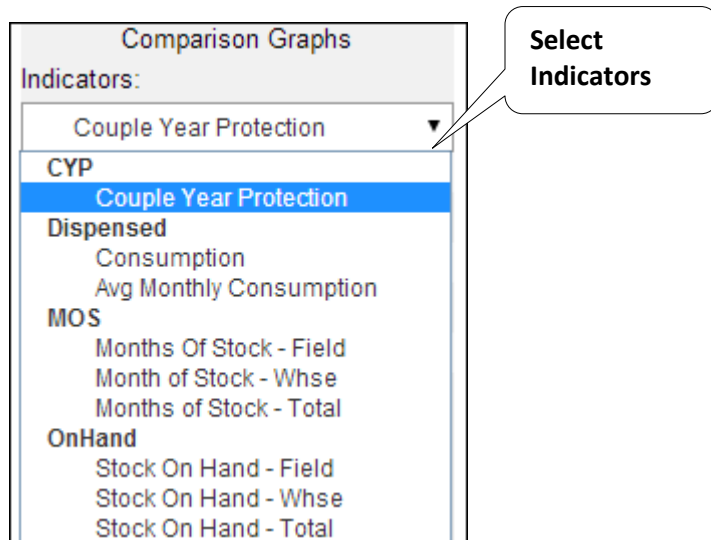 Comparison Graphs
Select
Indicators
Indicators:
Couple Year Protection
CYP
Couple Year Protection
Dispensed
Consumption
Avg Monthly Consumption
MOS
Months Of Stock - Field
Month of Stock - Whse
Months of Stock - Total
OnHand
Stock On Hand - Field
Stock On Hand - Whse
Stock On Hand - Total